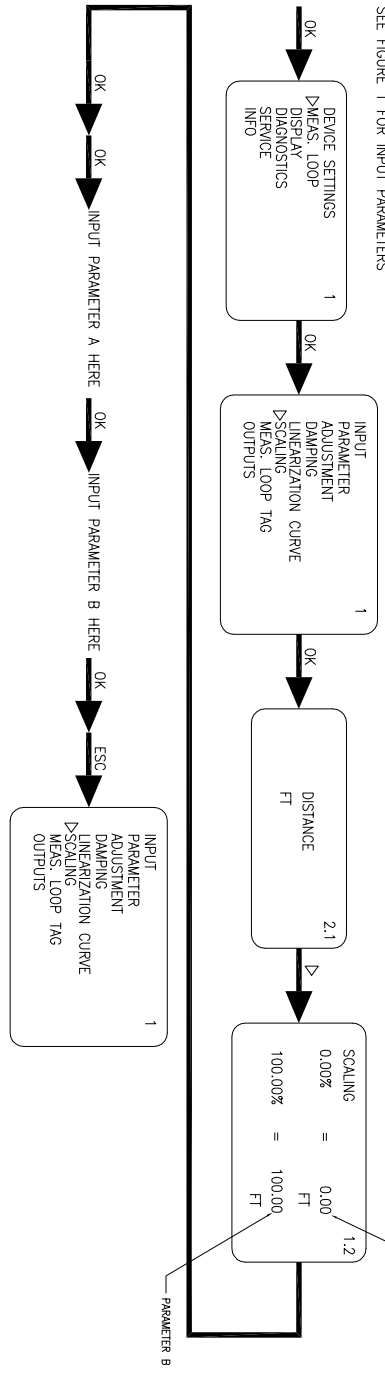 SEE FIGURE 1 FOR INPUT PARAMETERS
OK
DEVICE SETTINGS
▷MEAS. LOOP
DISPLAY
DIAGNOSTICS
SERVICE
INFO
1
OK
INPUT
PARAMETER
ADJUSTMENT
DAMPING
LINEARIZATION CURVE
▷SCALING
MEAS. LOOP TAG
OUTPUTS
1
OK
DISTANCE
FT
2.1
▷
SCALING
1.2
0.00% = 0.00
FT
100.00% = 100.00
FT
PARAMETER B
OK
OK
INPUT PARAMETER A HERE
OK
INPUT PARAMETER B HERE
OK
ESC
INPUT
PARAMETER
ADJUSTMENT
DAMPING
LINEARIZATION CURVE
▷SCALING
MEAS. LOOP TAG
OUTPUTS
1